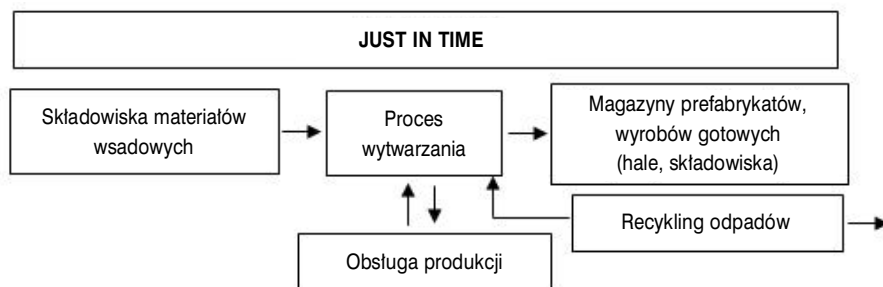 JUST IN TIME
Składowiska materiałów
wsadowych
Proces
wytwarzania
Magazyny prefabrykatów,
wyrobów gotowych
(hale, składowiska)
Recykling odpadów
Obsługa produkcji